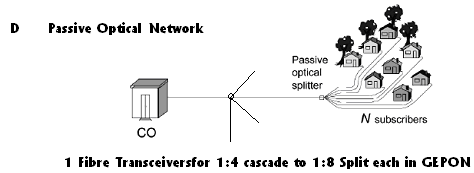 D Passive Optical Network
Passive
optical
splitter
CO
N subscribers
1 Fibre Transceiversfor 1:4 cascade to 1:8 Split each in GEPON